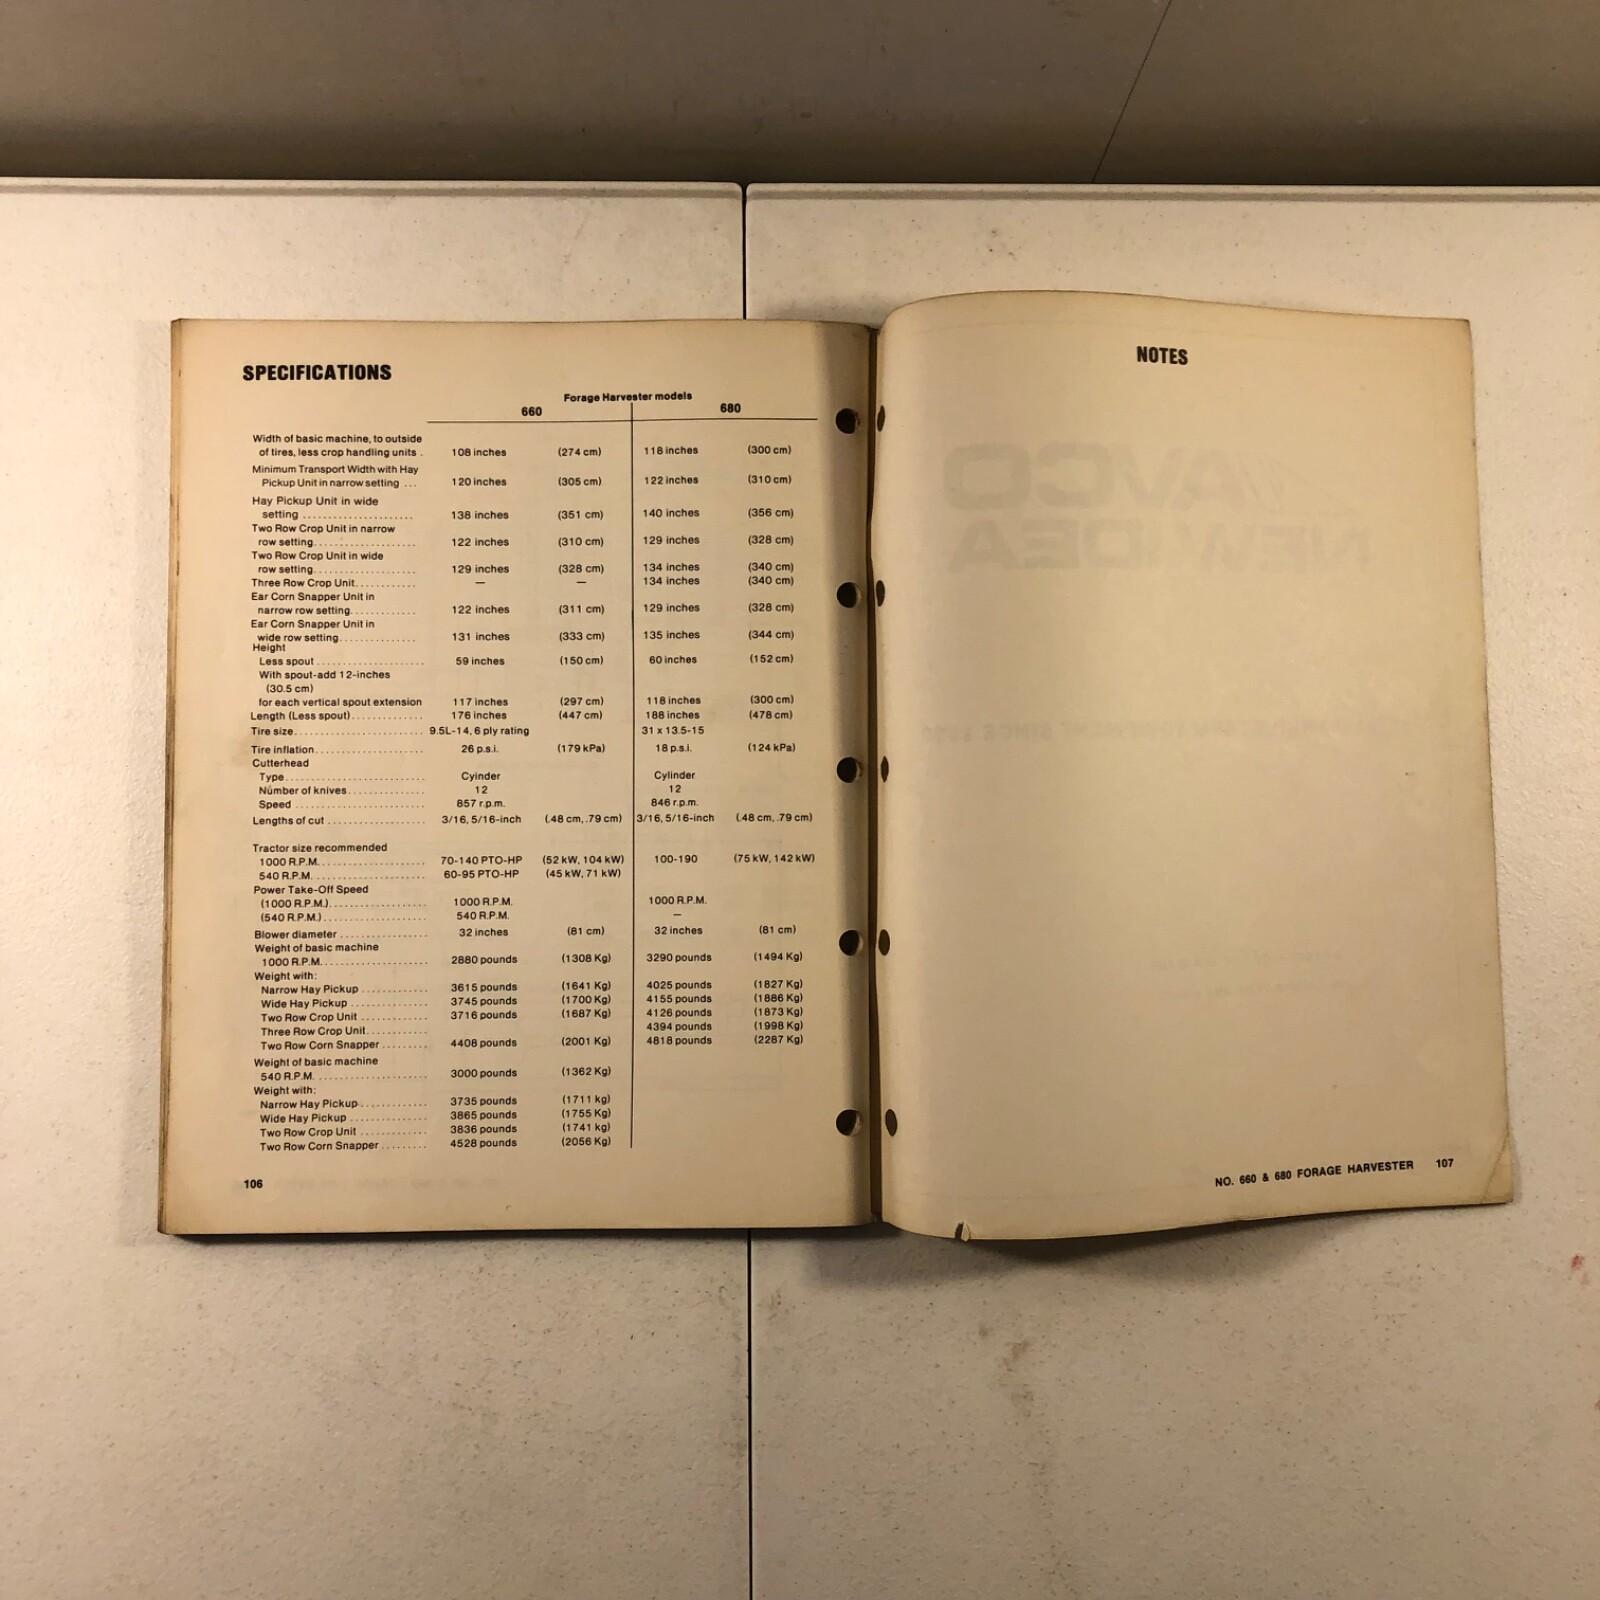 SPECIFICATIONS
Forage Harvester models
660 680
Width of basic machine, to outside
of tires, less crop handling units . 108 inches (274 cm) 118 inches (300 cm)
Minimum Transport Width with Hay
Pickup Unit in narrow setting ... 120 inches (305 cm) 122 inches (310 cm)
Hay Pickup Unit in wide
setting ...................... 138 inches (351 cm) 140 inches (356 cm)
Two Row Crop Unit in narrow
row setting.................... 122 inches (310 cm) 129 inches (328 cm)
Two Row Crop Unit in wide
row setting.................... 129 inches (328 cm) 134 inches (340 cm)
Three Row Crop Unit............ — — 134 inches (340 cm)
Ear Corn Snapper Unit in
narrow row setting............. 122 inches (311 cm) 129 inches (328 cm)
Ear Corn Snapper Unit in
wide row setting............... 131 inches (333 cm) 135 inches (344 cm)
Height
Less spout ..................... 59 inches (150 cm) 60 inches (152 cm)
With spout-add 12-inches
(30.5 cm)
for each vertical spout extension 117 inches (297 cm) 118 inches (300 cm)
Length (Less spout).............. 176 inches (447 cm) 188 inches (478 cm)
Tire size......................... 9.5L-14, 6 ply rating 31 x 13.5-15
Tire inflation..................... 26 p.s.i. (179 kPa) 18 p.s.i. (124 kPa)
Cutterhead
Type........................... Cyinder Cylinder
Number of knives............... 12 12
Speed ......................... 857 r.p.m. 846 r.p.m.
Lengths of cut ................... 3/16, 5/16-inch (.48 cm, .79 cm) 3/16, 5/16-inch (.48 cm, .79 cm)
Tractor size recommended
1000 R.P.M..................... 70-140 PTO-HP (52 kW, 104 kW) 100-190 (75 kW, 142 kW)
540 R.P.M. ..................... 60-95 PTO-HP (45 kW, 71 kW)
Power Take-Off Speed
(1000 R.P.M.)................... 1000 R.P.M. 1000 R.P.M.
(540 R.P.M.).................... 540 R.P.M. —
Blower diameter ................. 32 inches (81 cm) 32 inches (81 cm)
Weight of basic machine
1000 R.P.M..................... 2880 pounds (1308 Kg) 3290 pounds (1494 Kg)
Weight with:
Narrow Hay Pickup ............. 3615 pounds (1641 Kg) 4025 pounds (1827 Kg)
Wide Hay Pickup ............... 3745 pounds (1700 Kg) 4155 pounds (1886 Kg)
Two Row Crop Unit ............. 3716 pounds (1687 Kg) 4126 pounds (1873 Kg)
Three Row Crop Unit............ 4394 pounds (1998 Kg)
Two Row Corn Snapper ......... 4408 pounds (2001 Kg) 4818 pounds (2287 Kg)
Weight of basic machine
540 R.P.M. ..................... 3000 pounds (1362 Kg)
Weight with:
Narrow Hay Pickup ............. 3735 pounds (1711 kg)
Wide Hay Pickup ............... 3865 pounds (1755 Kg)
Two Row Crop Unit ............. 3836 pounds (1741 kg)
Two Row Corn Snapper ......... 4528 pounds (2056 Kg)
106
NOTES
NO. 660 & 680 FORAGE HARVESTER 107